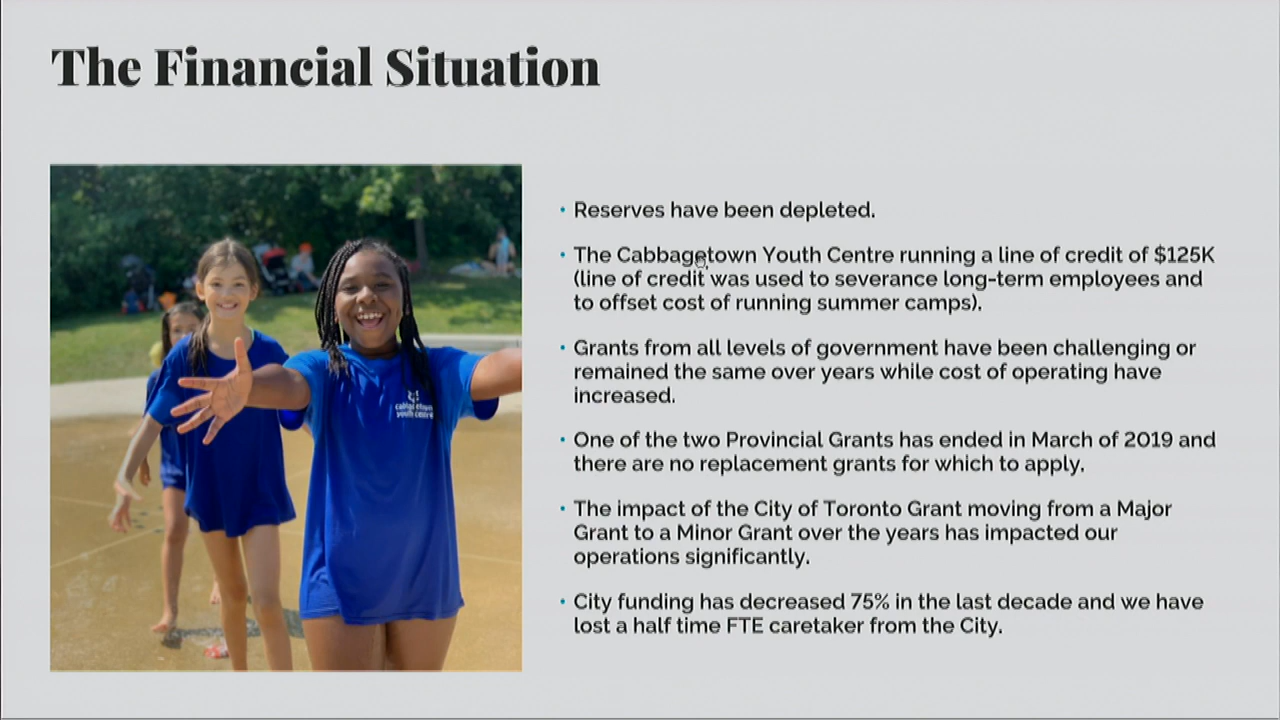 The Financial Situation
• Reserves have been depleted.
• The Cabbagetown Youth Centre running a line of credit of $125K
(line of credit was used to severance long-term employees and
to offset cost of running summer camps).
• Grants from all levels of government have been challenging or
remained the same over years while cost of operating have
increased.
• One of the two Provincial Grants has ended in March of 2019 and
there are no replacement grants for which to apply.
• The impact of the City of Toronto Grant moving from a Major
Grant to a Minor Grant over the years has impacted our
operations significantly.
• City funding has decreased 75% in the last decade and we have
lost a half time FTE caretaker from the City.
cabbagetown
youth centre